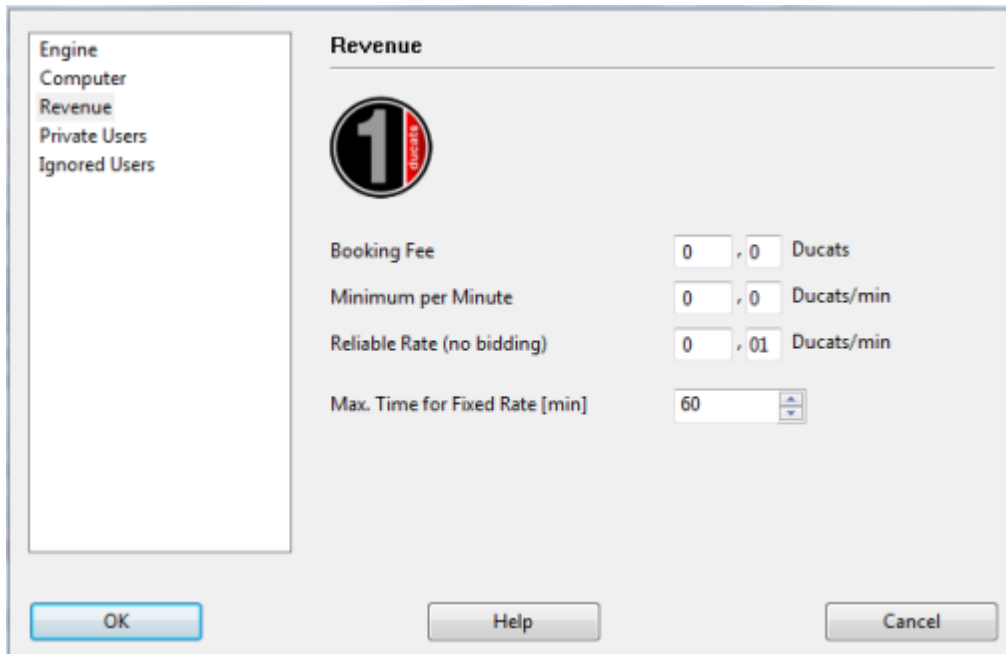 Engine
Computer
Revenue
Private Users
Ignored Users
Revenue
1 ducats
Booking Fee 0 , 0 Ducats
Minimum per Minute 0 , 0 Ducats/min
Reliable Rate (no bidding) 0 , 01 Ducats/min
Max. Time for Fixed Rate [min] 60
OK Help Cancel